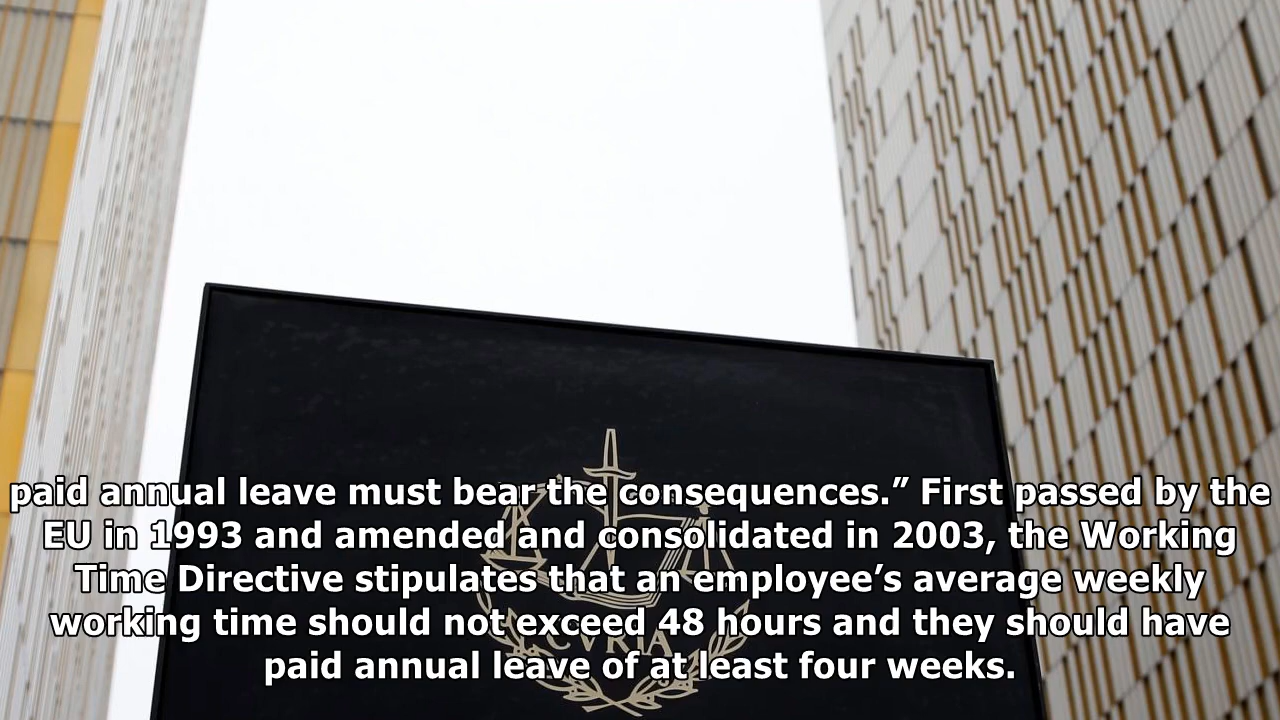 paid annual leave must bear the consequences.” First passed by the
EU in 1993 and amended and consolidated in 2003, the Working
Time Directive stipulates that an employee’s average weekly
working time should not exceed 48 hours and they should have
paid annual leave of at least four weeks.
CVRIA